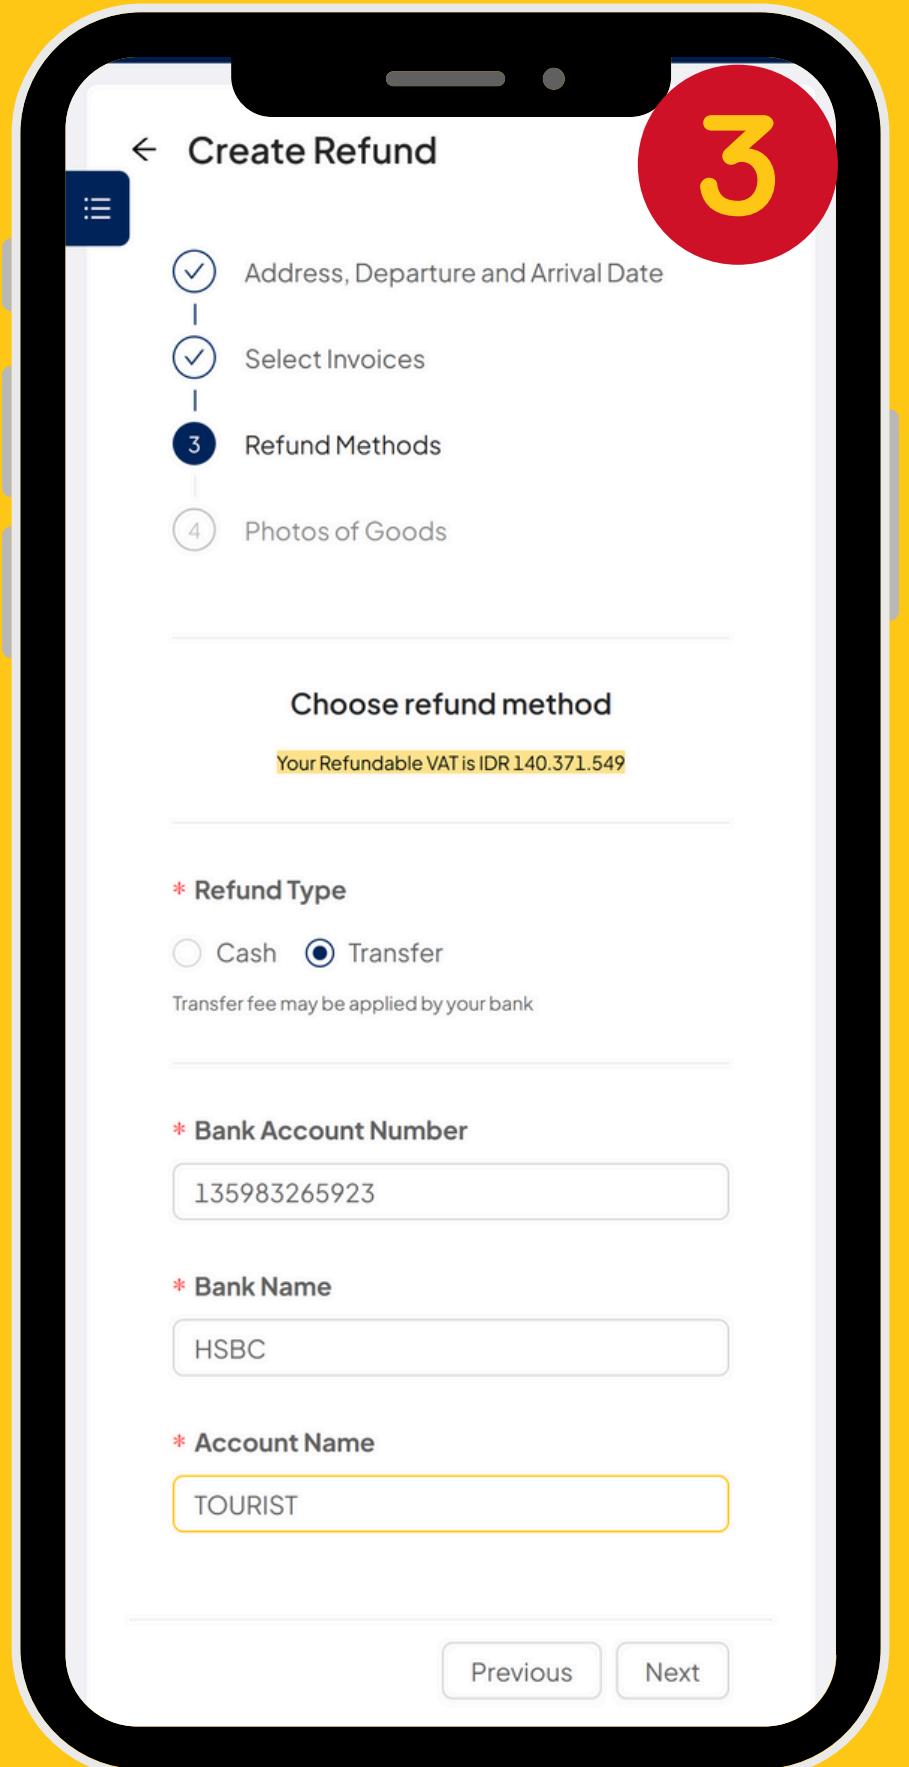 3
Create Refund
Address, Departure and Arrival Date
Select Invoices
3 Refund Methods
4 Photos of Goods
Choose refund method
Your Refundable VAT is IDR 140.371.549
* Refund Type
Cash Transfer
Transfer fee may be applied by your bank
* Bank Account Number
135983265923
* Bank Name
HSBC
* Account Name
TOURIST
Previous Next